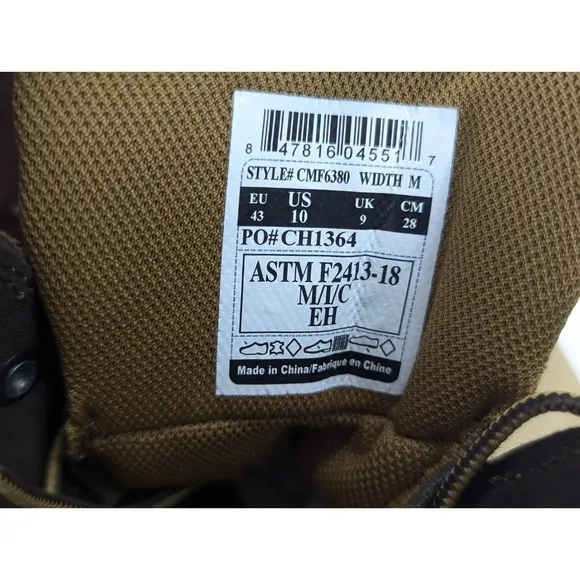 8 47816 04551 7
STYLE# CMF6380 WIDTH M
EU US UK CM
43 10 9 28
PO# CH1364
ASTM F2413-18
M/I/C
EH
Made in China/Fabrique en Chine